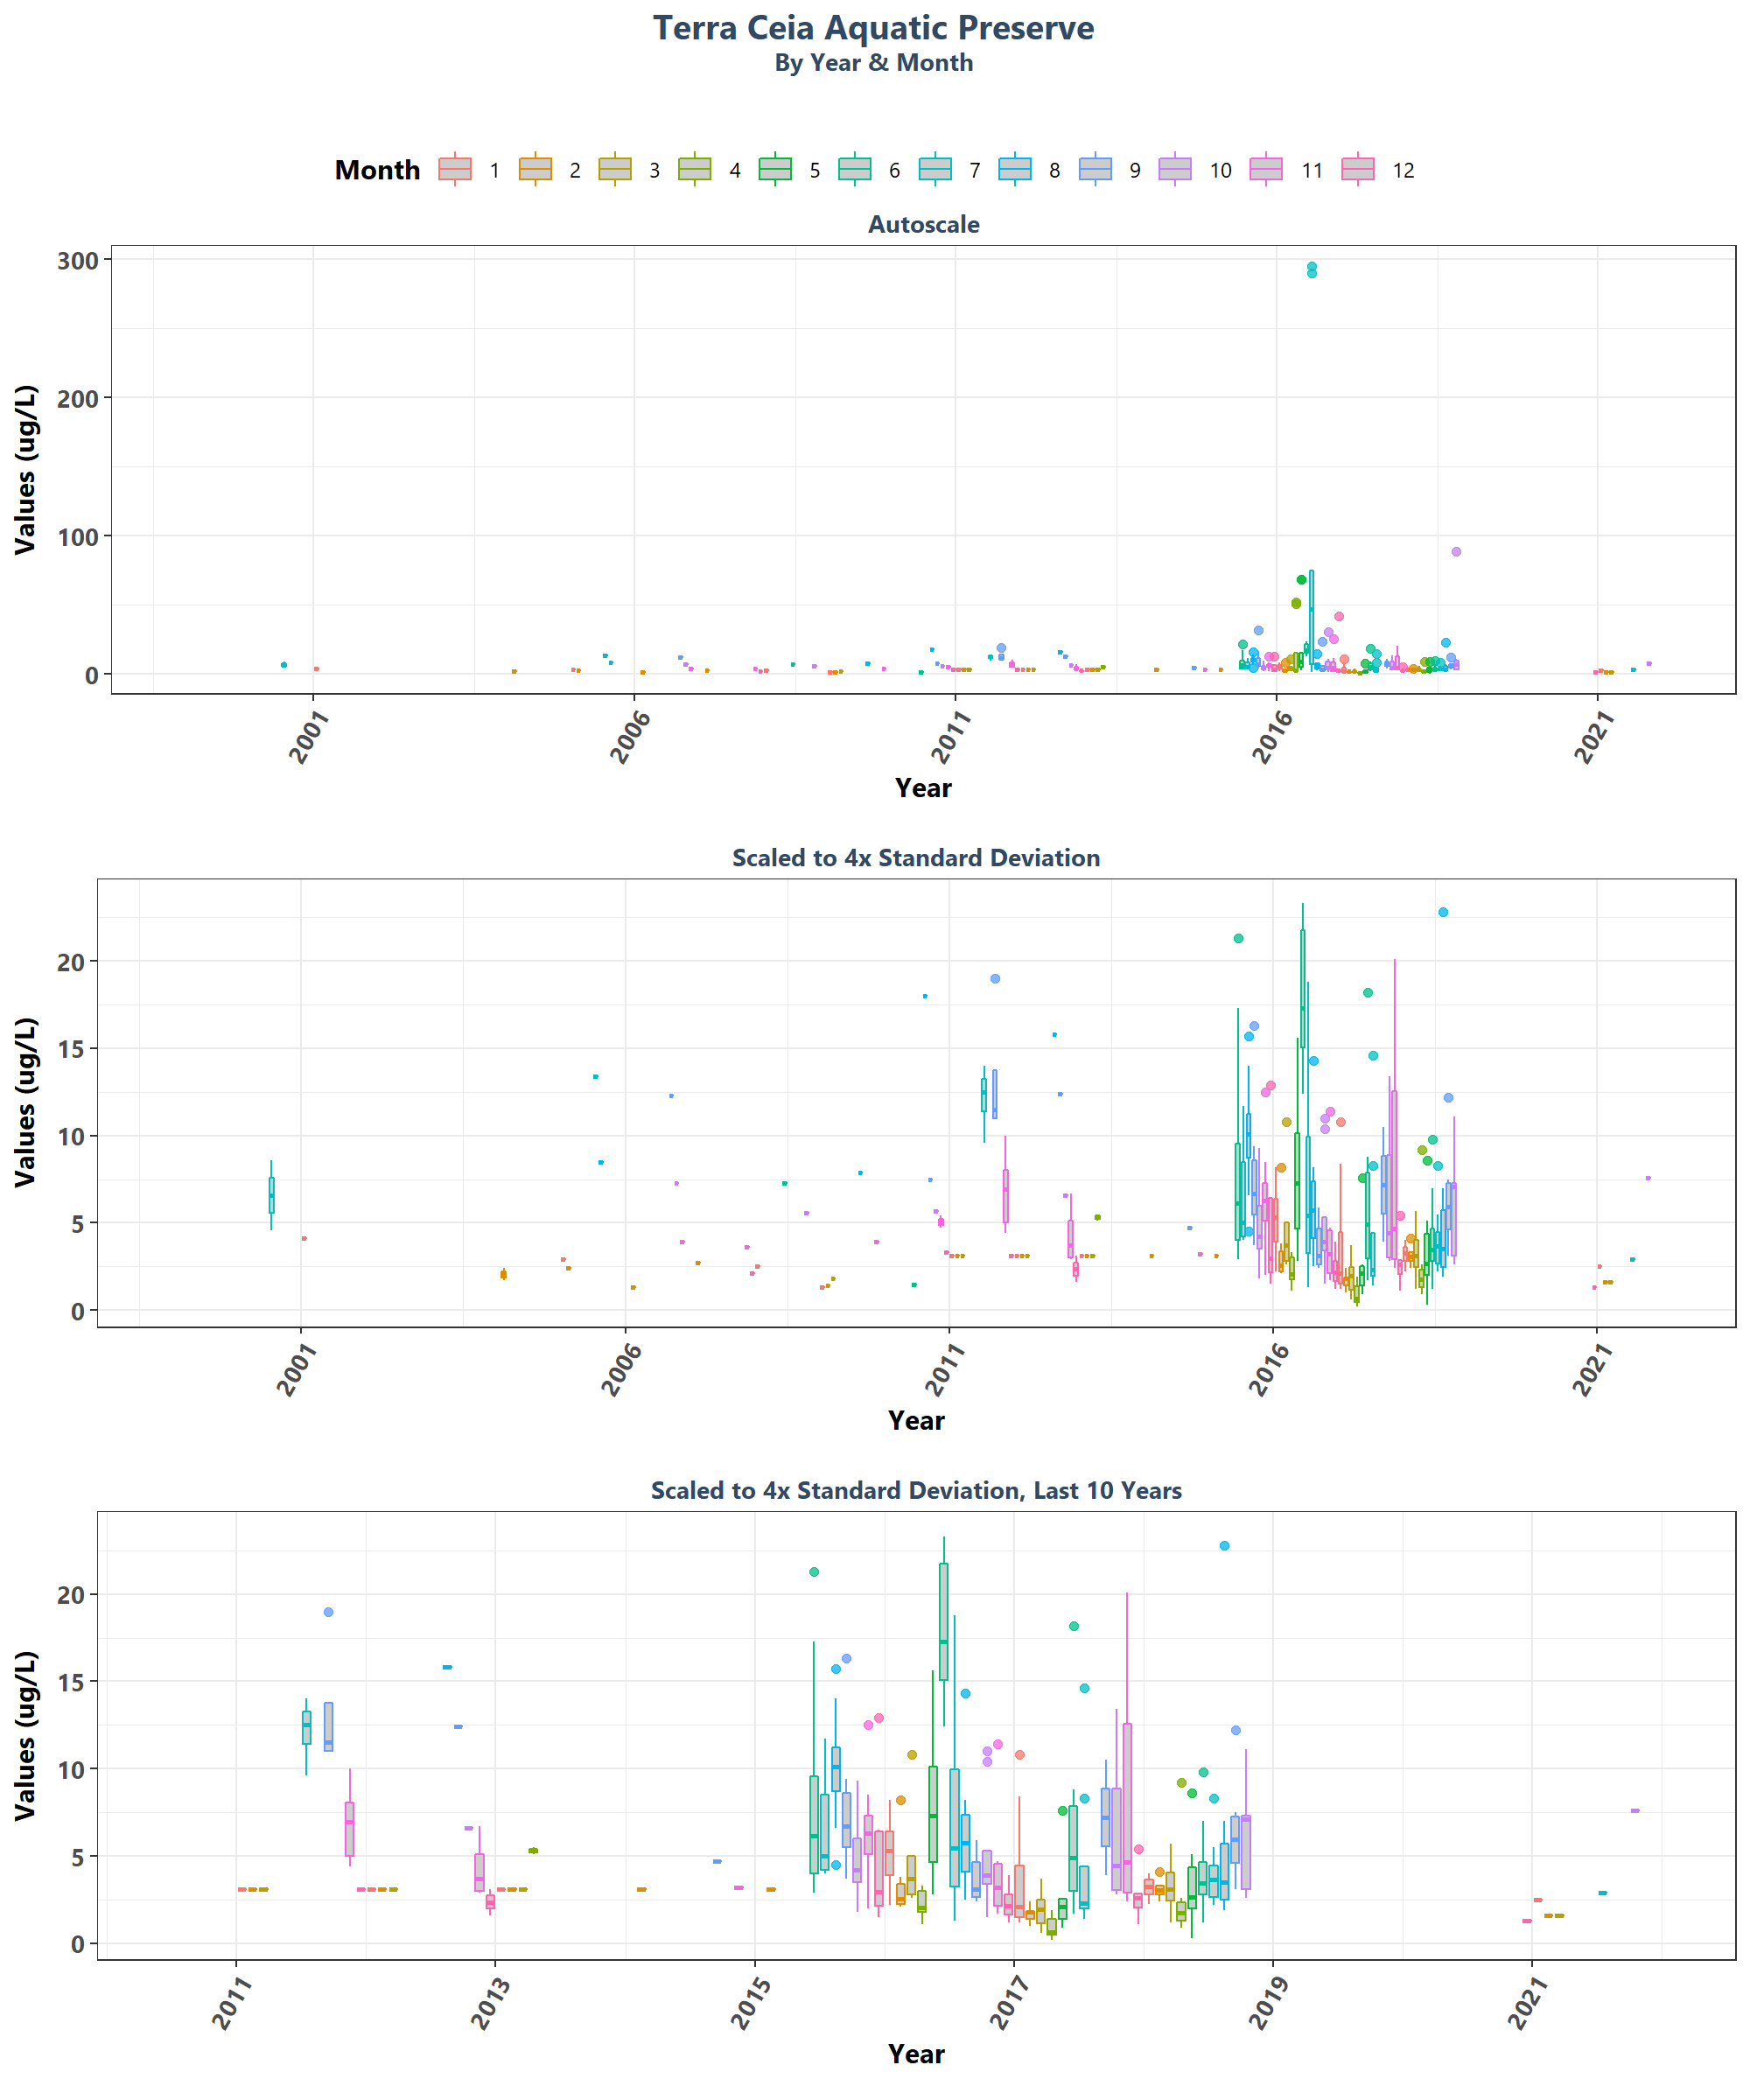 Terra Ceia Aquatic Preserve
By Year & Month
Month 1 2 3 4 5 6 7 8 9 10 11 12
Autoscale
300
200
100
0
Values (ug/L)
2001 2006 2011 2016 2021
Year
Scaled to 4x Standard Deviation
20
15
10
5
0
Values (ug/L)
2001 2006 2011 2016 2021
Year
Scaled to 4x Standard Deviation, Last 10 Years
20
15
10
5
0
Values (ug/L)
2011 2013 2015 2017 2019 2021
Year